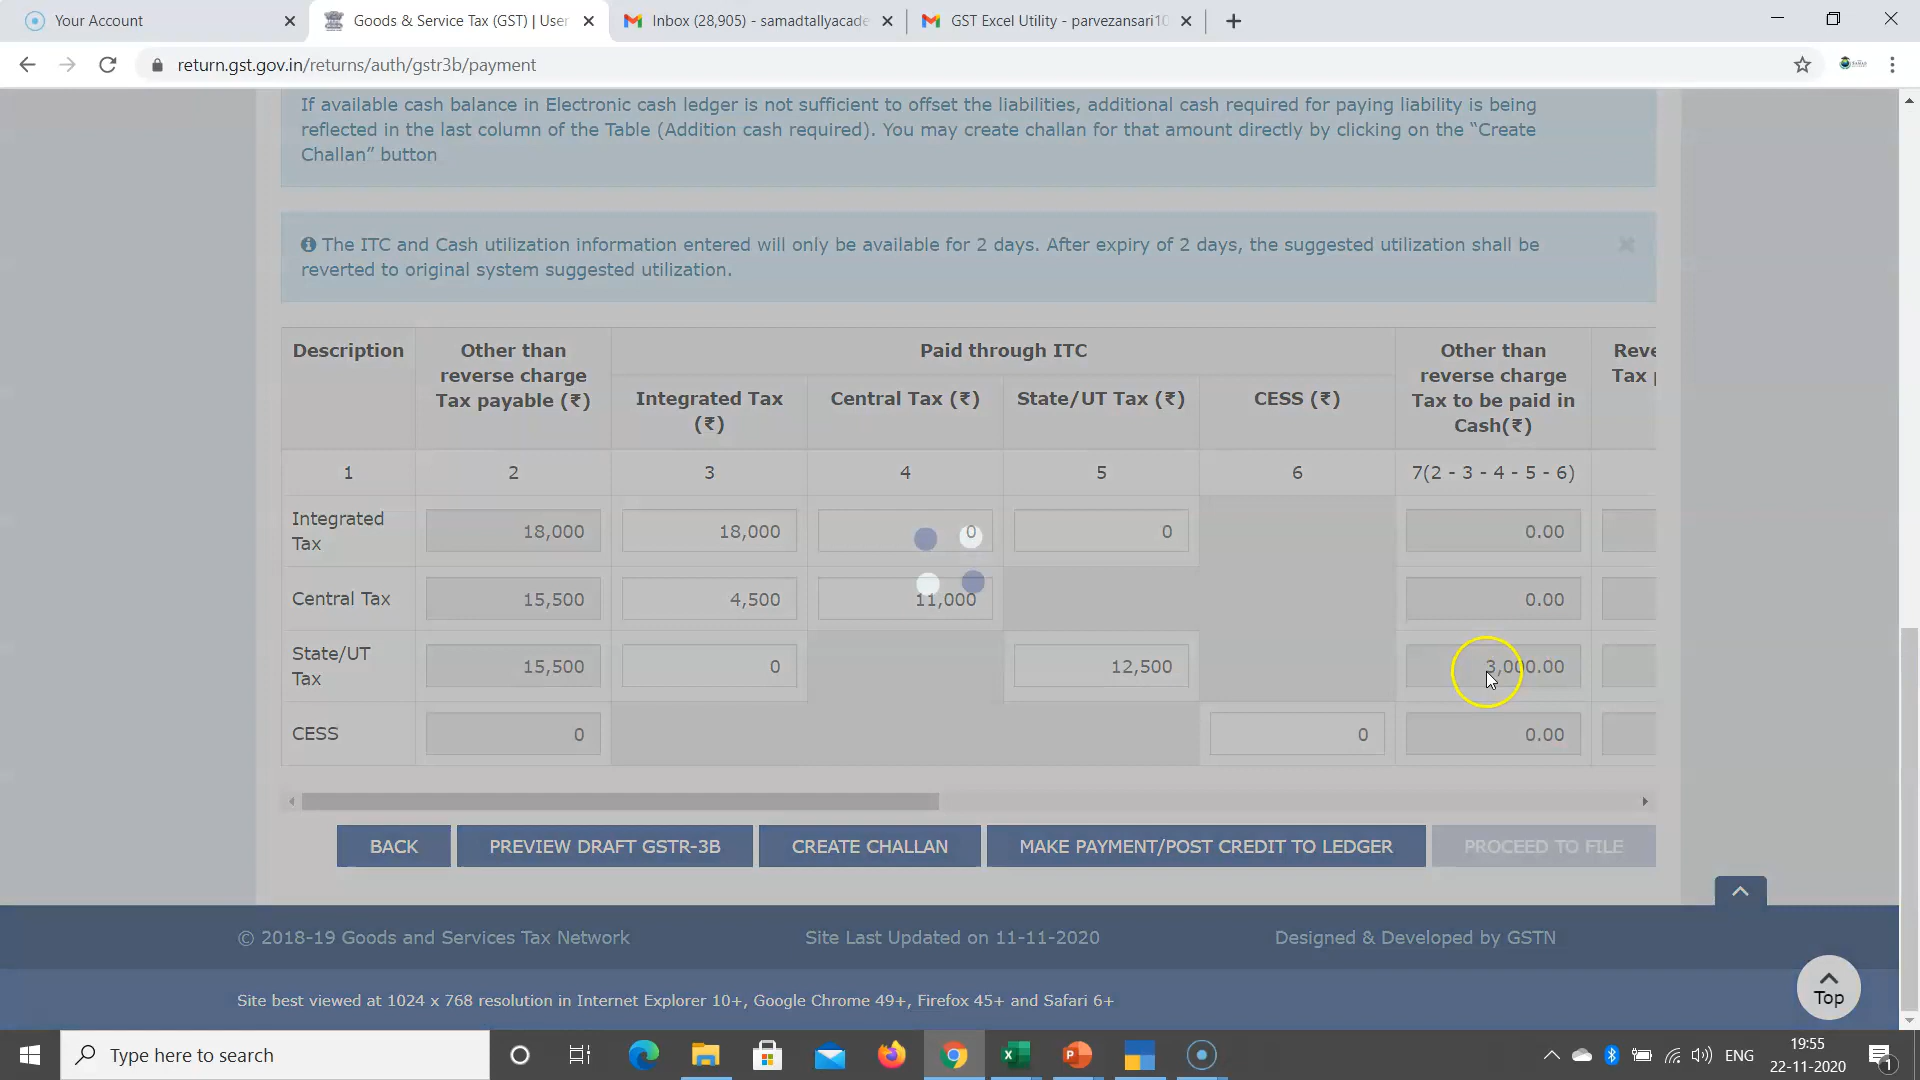 Your Account
Goods & Service Tax (GST) | User
Inbox (28,905) - samadtallyacade
GST Excel Utility - parvezansari10
return.gst.gov.in/returns/auth/gstr3b/payment
If available cash balance in Electronic cash ledger is not sufficient to offset the liabilities, additional cash required for paying liability is being
reflected in the last column of the Table (Addition cash required). You may create challan for that amount directly by clicking on the “Create
Challan” button
The ITC and Cash utilization information entered will only be available for 2 days. After expiry of 2 days, the suggested utilization shall be
reverted to original system suggested utilization.
Description
Other than
reverse charge
Tax payable (₹)
Paid through ITC
Integrated Tax
(₹)
Central Tax (₹)
State/UT Tax (₹)
CESS (₹)
Other than
reverse charge
Tax to be paid in
Cash(₹)
Reve
Tax p
1 2 3 4 5 6 7(2 - 3 - 4 - 5 - 6)
Integrated
Tax
18,000 18,000 0 0 0.00
Central Tax 15,500 4,500 11,000 0.00
State/UT
Tax
15,500 0 12,500 3,000.00
CESS 0 0 0.00
BACK
PREVIEW DRAFT GSTR-3B
CREATE CHALLAN
MAKE PAYMENT/POST CREDIT TO LEDGER
PROCEED TO FILE
© 2018-19 Goods and Services Tax Network
Site Last Updated on 11-11-2020
Designed & Developed by GSTN
Site best viewed at 1024 x 768 resolution in Internet Explorer 10+, Google Chrome 49+, Firefox 45+ and Safari 6+
Top
Type here to search
ENG
19:55
22-11-2020
1